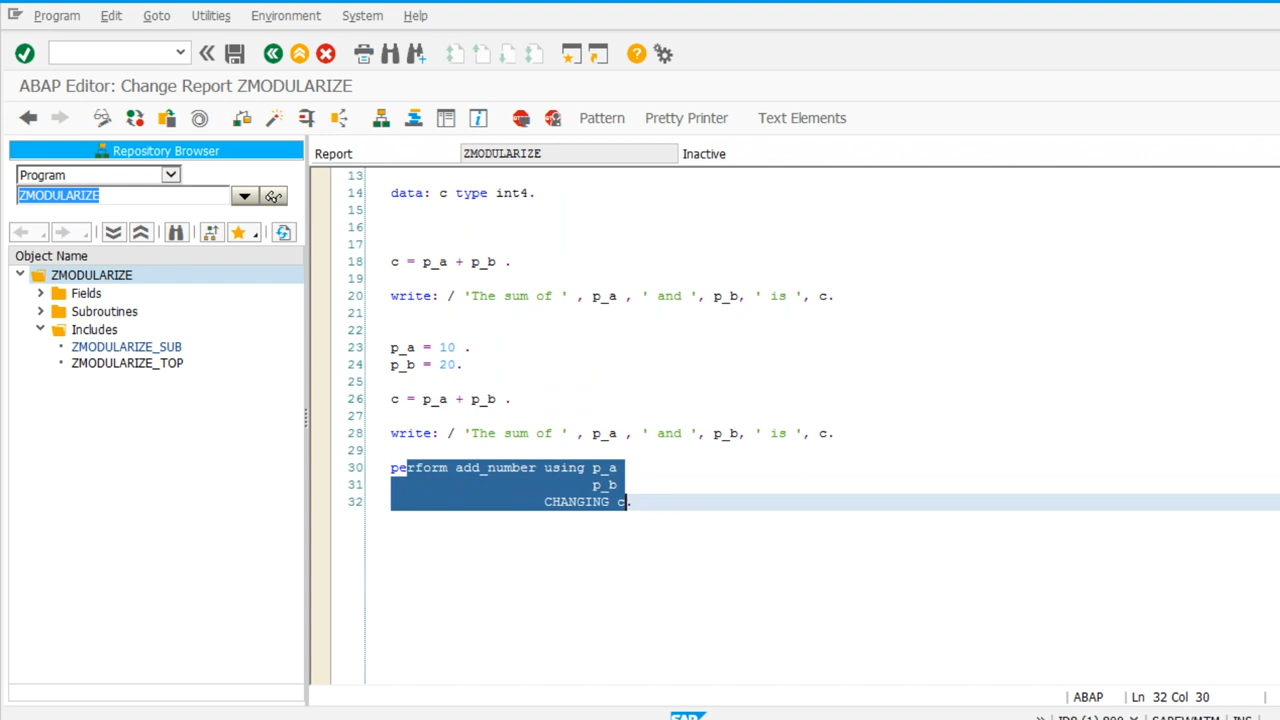 Program Edit Goto Utilities Environment System Help
ABAP Editor: Change Report ZMODULARIZE
Pattern Pretty Printer Text Elements
Repository Browser
Program
ZMODULARIZE
Object Name
ZMODULARIZE
Fields
Subroutines
Includes
ZMODULARIZE_SUB
ZMODULARIZE_TOP
Report ZMODULARIZE Inactive
13
14 data: c type int4.
15
16
17
18 c = p_a + p_b .
19
20 write: / 'The sum of ' , p_a , ' and ', p_b, ' is ', c.
21
22
23 p_a = 10 .
24 p_b = 20.
25
26 c = p_a + p_b .
27
28 write: / 'The sum of ' , p_a , ' and ', p_b, ' is ', c.
29
30 perform add_number using p_a
31 p_b
32 CHANGING c.
ABAP Ln 32 Col 30
SAP